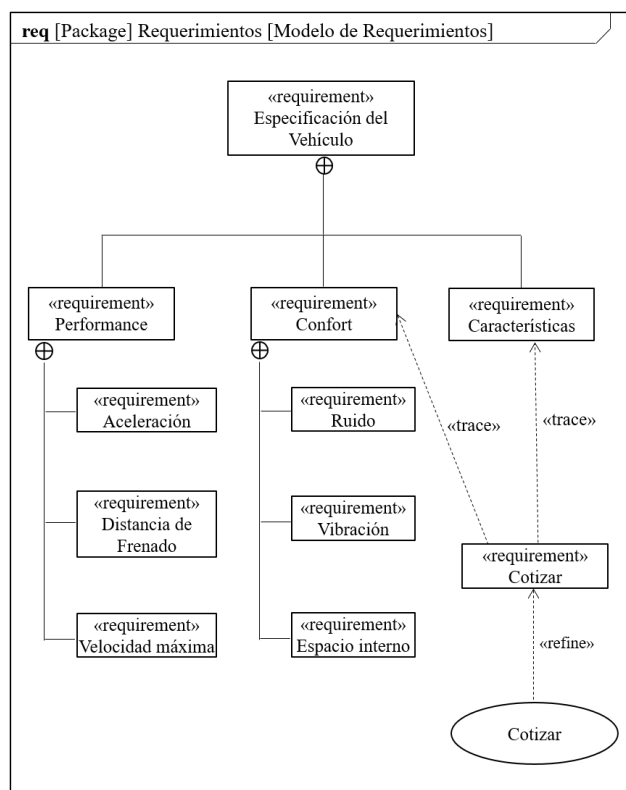 req [Package] Requerimientos [Modelo de Requerimientos]
«requirement»
Especificación del
Vehículo
«requirement»
Performance
«requirement»
Confort
«requirement»
Características
«requirement»
Aceleración
«requirement»
Ruido
«trace»
«trace»
«requirement»
Distancia de
Frenado
«requirement»
Vibración
«requirement»
Cotizar
«requirement»
Velocidad máxima
«requirement»
Espacio interno
«refine»
Cotizar